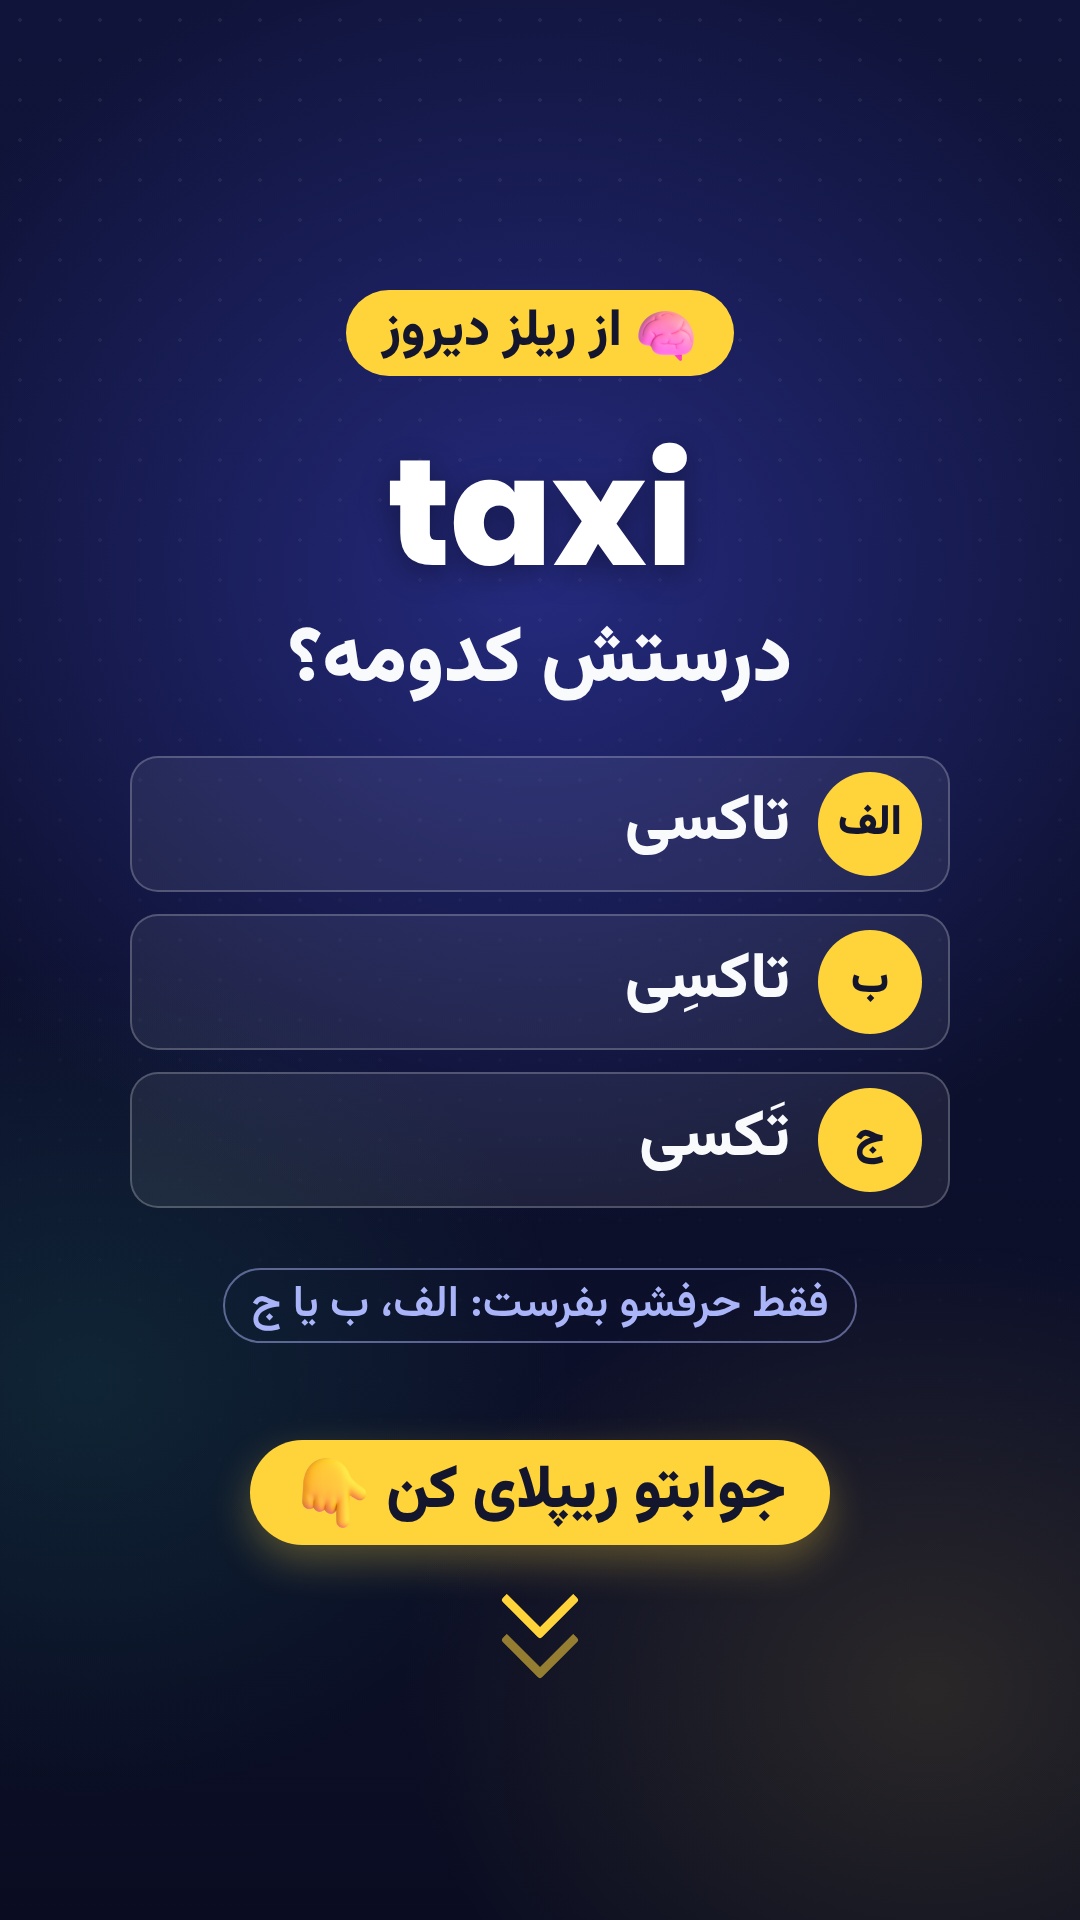 🧠 از ریلز دیروز
taxi
درستش کدومه؟
الف تاکسی
ب تاکسِی
ج تَکسی
فقط حرفشو بفرست: الف، ب یا ج
جوابتو ریپلای کن 👇